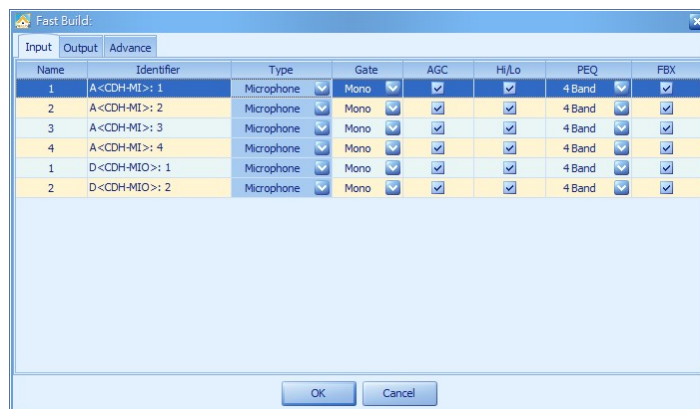 Fast Build:
Input Output Advance
Name Identifier Type Gate AGC Hi/Lo PEQ FBX
1 A<CDH-MI>: 1 Microphone Mono 4 Band
2 A<CDH-MI>: 2 Microphone Mono 4 Band
3 A<CDH-MI>: 3 Microphone Mono 4 Band
4 A<CDH-MI>: 4 Microphone Mono 4 Band
1 D<CDH-MIO>: 1 Microphone Mono 4 Band
2 D<CDH-MIO>: 2 Microphone Mono 4 Band
OK Cancel